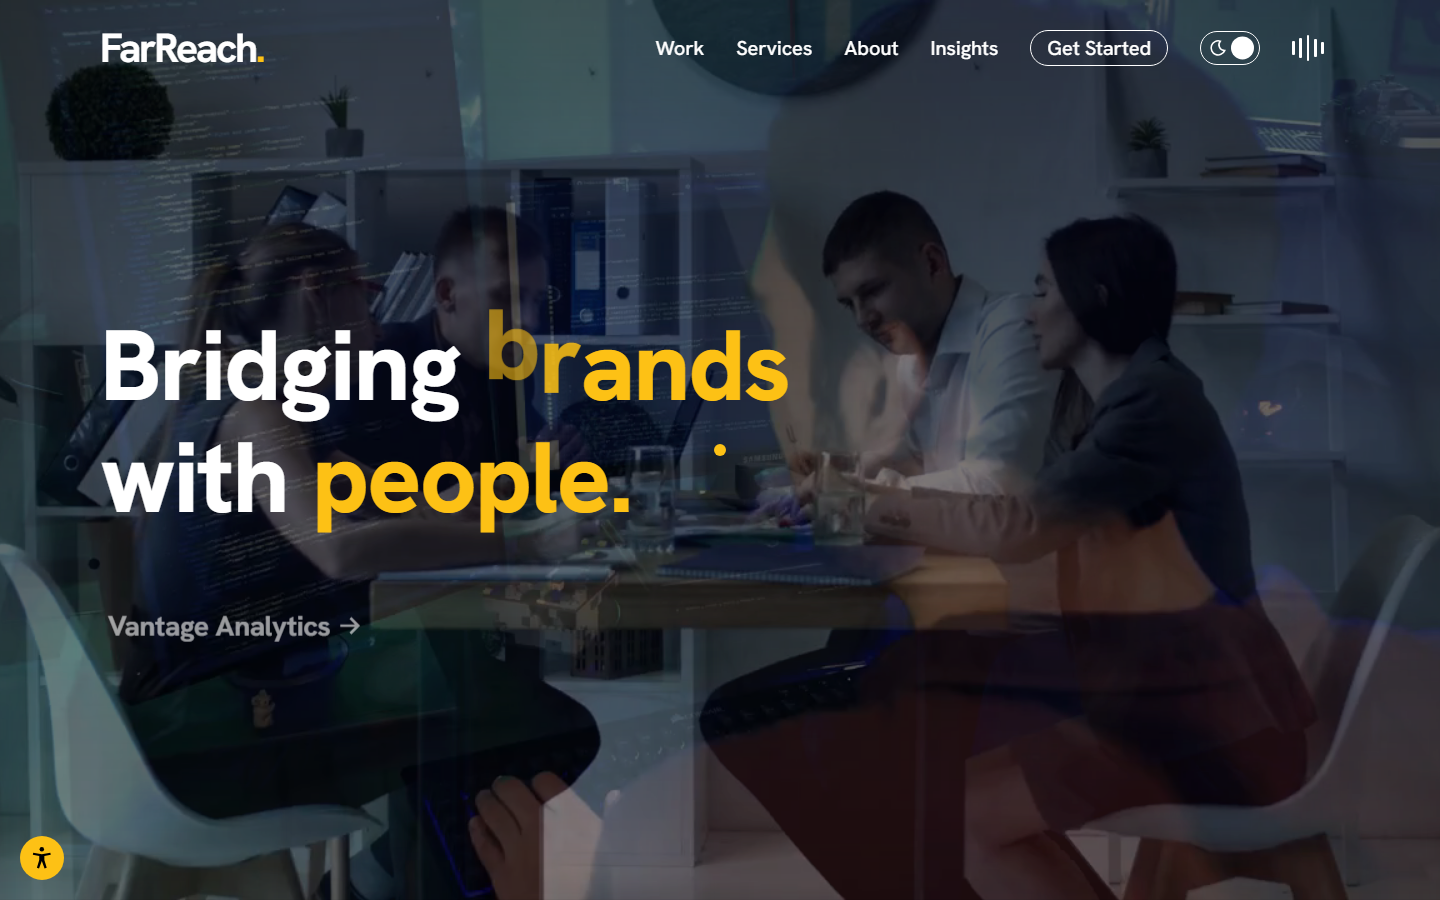 FarReach.
Work
Services
About
Insights
Get Started
Bridging brands
with people.
Vantage Analytics →